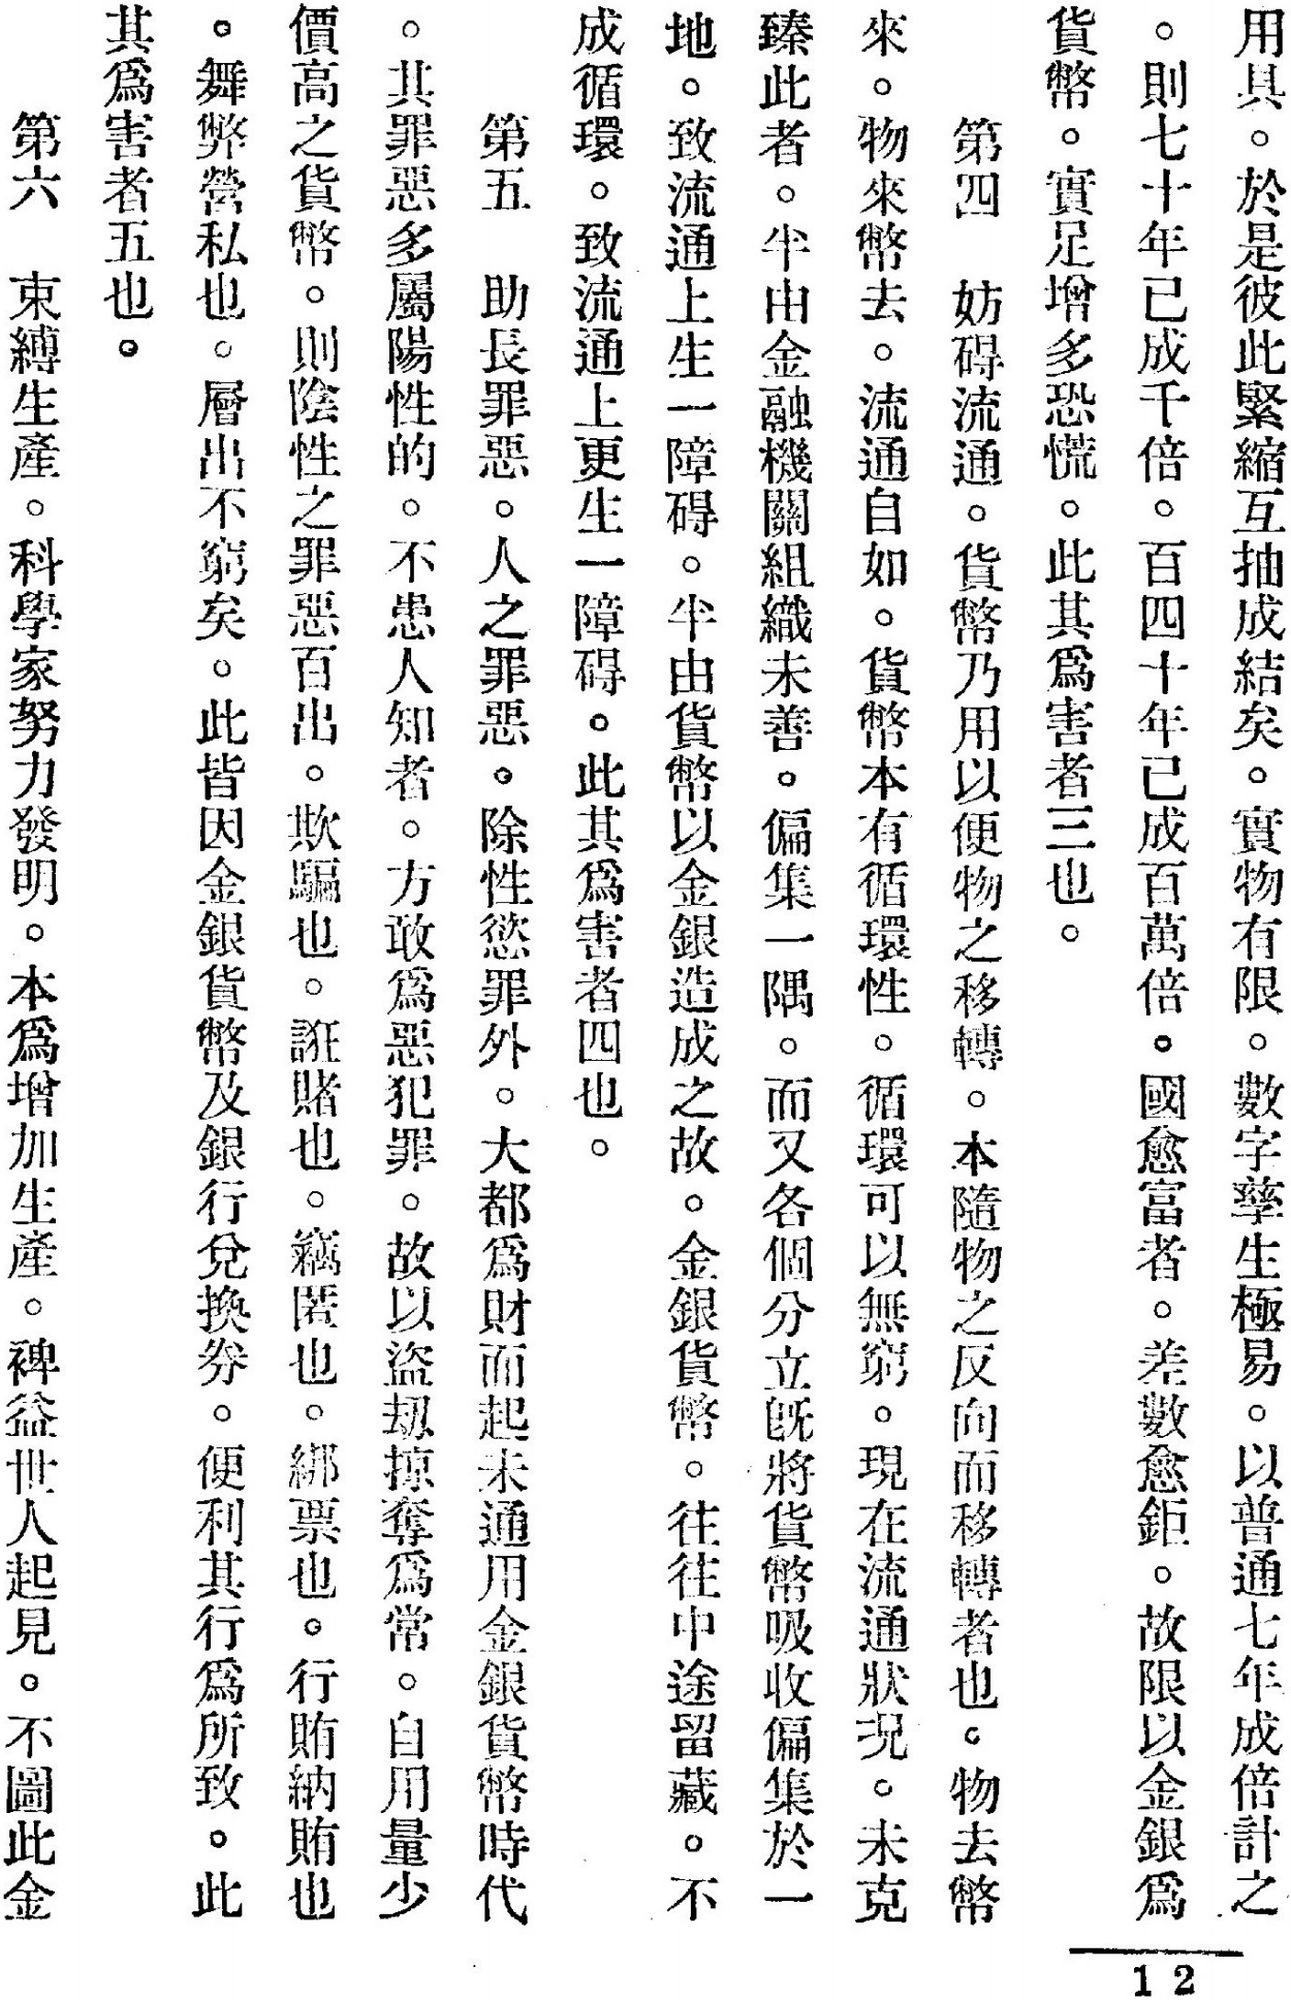 用具。於是彼此緊縮互抽成結矣。實物有限。數字孳生極易。以普通七年成倍計之
。則七十年已成千倍。百四十年已成百萬倍。國愈富者。差數愈鉅。故限以金銀爲
貨幣。實足增多恐慌。此其爲害者三也。
第四　妨碍流通。貨幣乃用以便物之移轉。本隨物之反向而移轉者也。物去幣
來。物來幣去。流通自如。貨幣本有循環性。循環可以無窮。現在流通狀况。未克
臻此者。半由金融機關組織未善。偏集一隅。而又各個分立旣將貨幣吸收偏集於一
地。致流通上生一障碍。半由貨幣以金銀造成之故。金銀貨幣。往往中途留藏。不
成循環。致流通上更生一障碍。此其爲害者四也。
第五　助長罪惡。人之罪惡。除性慾罪外。大都爲財而起未通用金銀貨幣時代
。其罪惡多屬陽性的。不患人知者。方敢爲惡犯罪。故以盜刼掠奪爲常。自用量少
價高之貨幣。則陰性之罪惡百出。欺騙也。誑賭也。竊匿也。綁票也。行賄納賄也
。舞弊營私也。層出不窮矣。此皆因金銀貨幣及銀行兌換券。便利其行爲所致。此
其爲害者五也。
第六　束縛生產。科學家努力發明。本爲增加生產。裨益世人起見。不圖此金
12